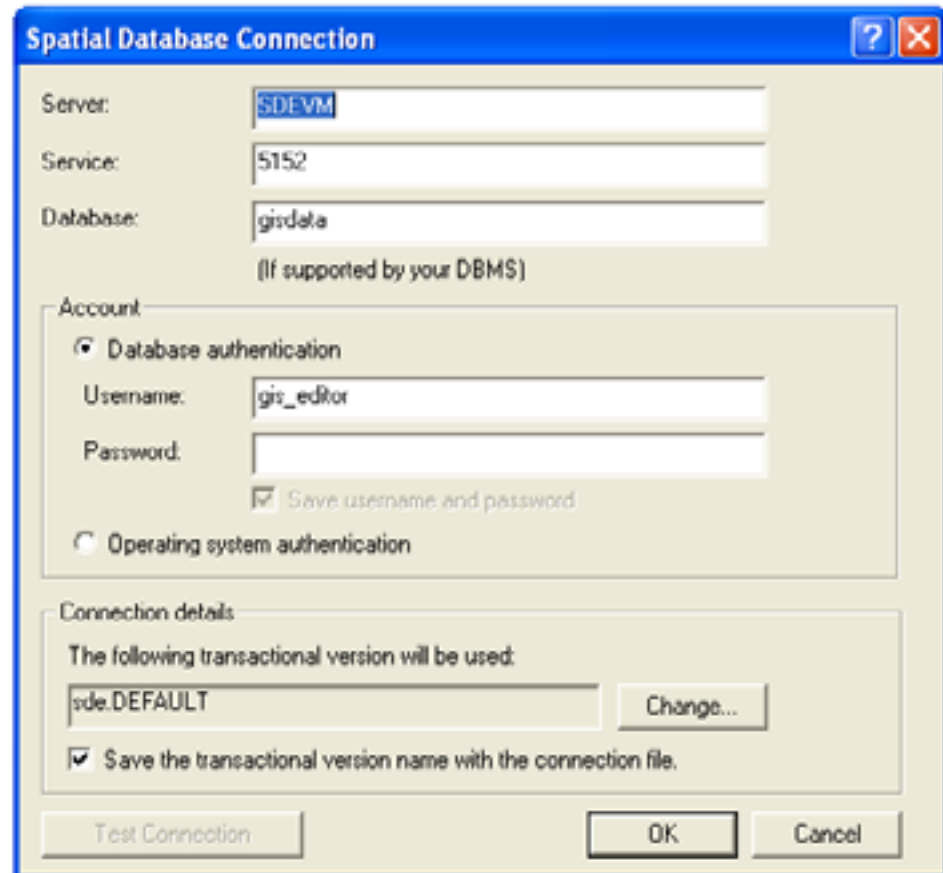 Spatial Database Connection
Server: SDEVM
Service: 5152
Database: gisdata
(If supported by your DBMS)
Account
Database authentication
Username: gis_editor
Password:
Save username and password
Operating system authentication
Connection details
The following transactional version will be used:
sde.DEFAULT Change...
Save the transactional version name with the connection file.
Test Connection OK Cancel